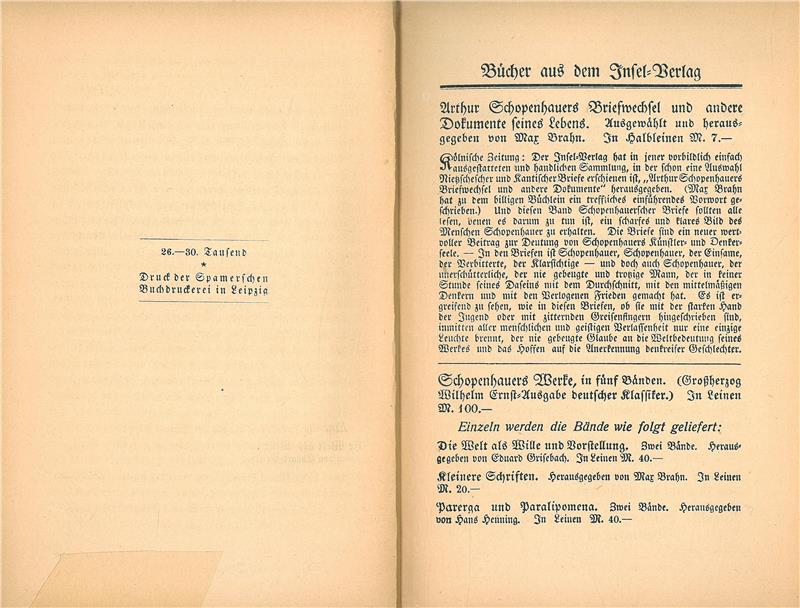 26.—30. Tausend
*
Druck der Spamerschen
Buchdruckerei in Leipzig
Bücher aus dem Insel-Verlag
Arthur Schopenhauers Briefwechsel und andere
Dokumente seines Lebens. Ausgewählt und heraus-
gegeben von Max Brahn. In Halbleinen M. 7.—
Kölnische Zeitung: Der Insel-Verlag hat in jener vorbildlich einfach
ausgestatteten und handlichen Sammlung, in der schon eine Auswahl
Nietzschescher und Kantischer Briefe erschienen ist, „Arthur Schopenhauers
Briefwechsel und andere Dokumente“ herausgegeben. (Max Brahn
hat zu dem billigen Büchlein ein treffliches einführendes Vorwort ge-
schrieben.) Und diesen Band Schopenhauerscher Briefe sollten alle
lesen, denen es darum zu tun ist, ein scharfes und klares Bild des
Menschen Schopenhauer zu erhalten. Die Briefe sind ein neuer wert-
voller Beitrag zur Deutung von Schopenhauers Künstler- und Denker-
seele. — In den Briefen ist Schopenhauer, Schopenhauer, der Einsame,
der Verbitterte, der Klarsichtige — und doch auch Schopenhauer, der
unerschütterliche, der nie gebeugte und trotzige Mann, der in keiner
Stunde seines Daseins mit dem Durchschnitt, mit den mittelmäßigen
Denkern und mit den Verlogenen Frieden gemacht hat. Es ist er-
greifend zu sehen, wie in diesen Briefen, ob sie mit der starken Hand
der Jugend oder mit zitternden Greisenfingern hingeschrieben sind,
inmitten aller menschlichen und geistigen Verlassenheit nur eine einzige
Leuchte brennt, der nie gebeugte Glaube an die Weltbedeutung seines
Werkes und das Hoffen auf die Anerkennung denkreifer Geschlechter.
Schopenhauers Werke, in fünf Bänden. (Großherzog
Wilhelm Ernst-Ausgabe deutscher Klassiker.) In Leinen
M. 100.—
Einzeln werden die Bände wie folgt geliefert:
Die Welt als Wille und Vorstellung. Zwei Bände. Heraus-
gegeben von Eduard Grisebach. In Leinen M. 40.—
Kleinere Schriften. Herausgegeben von Max Brahn. In Leinen
M. 20.—
Parerga und Paralipomena. Zwei Bände. Herausgegeben
von Hans Henning. In Leinen M. 40.—